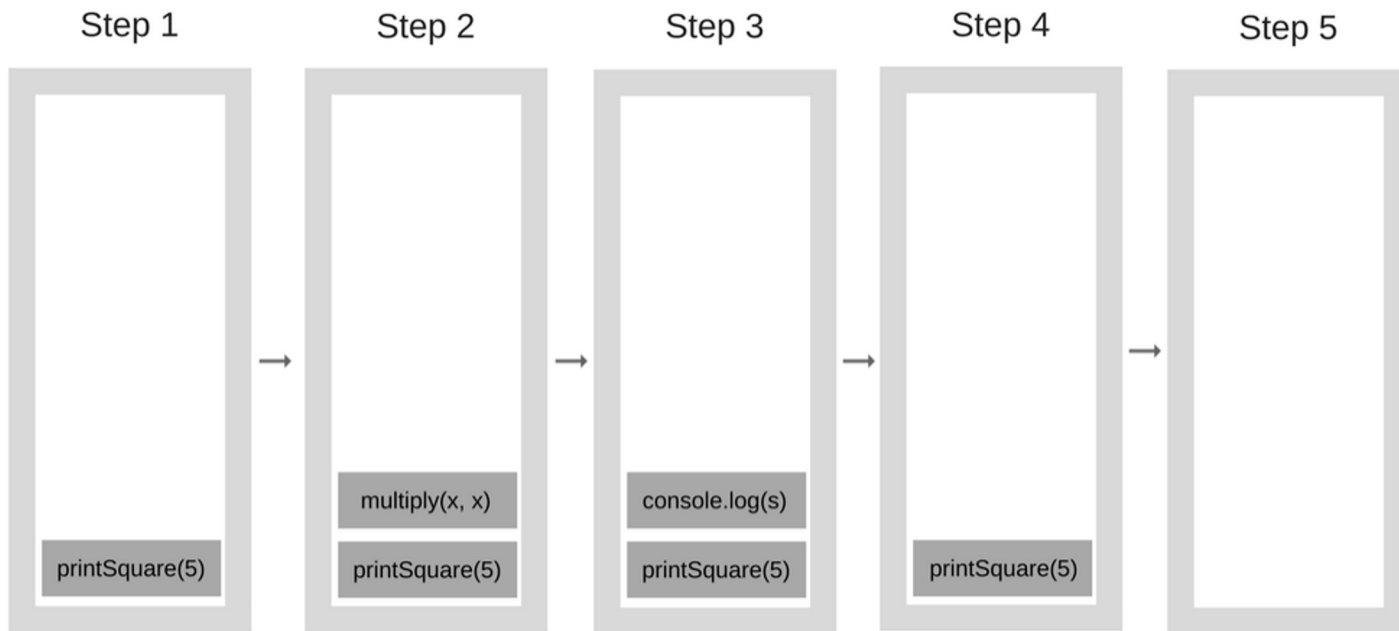 Step 1
Step 2
Step 3
Step 4
Step 5
multiply(x, x)
console.log(s)
printSquare(5)
printSquare(5)
printSquare(5)
printSquare(5)